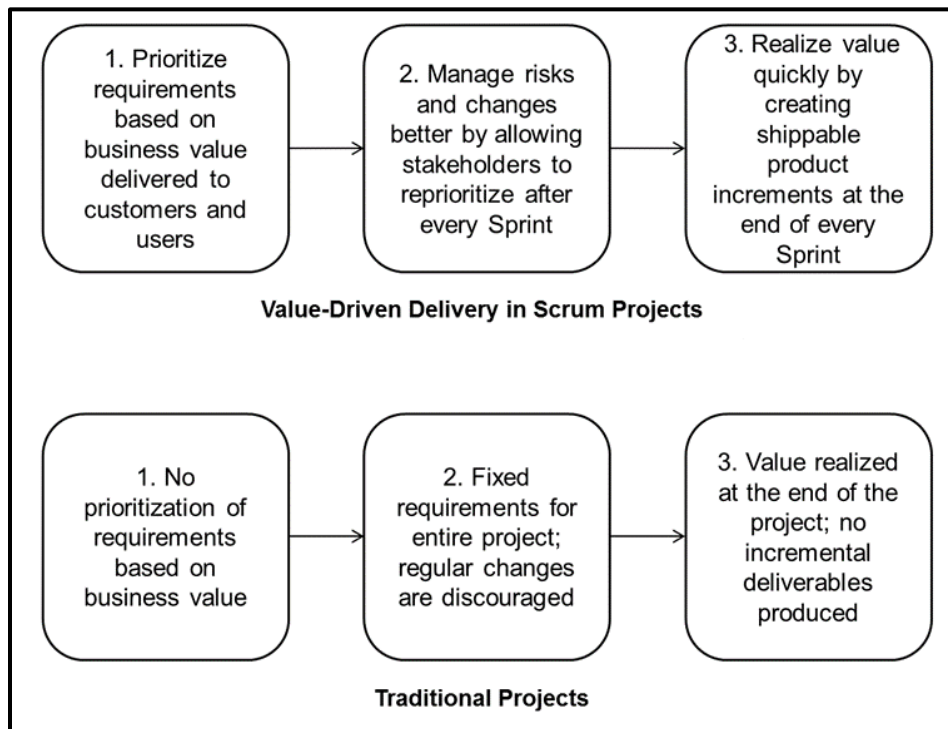 1. Prioritize
requirements
based on
business value
delivered to
customers and
users
2. Manage risks
and changes
better by allowing
stakeholders to
reprioritize after
every Sprint
3. Realize value
quickly by
creating
shippable
product
increments at the
end of every
Sprint
Value-Driven Delivery in Scrum Projects
1. No
prioritization of
requirements
based on
business value
2. Fixed
requirements for
entire project;
regular changes
are discouraged
3. Value realized
at the end of the
project; no
incremental
deliverables
produced
Traditional Projects